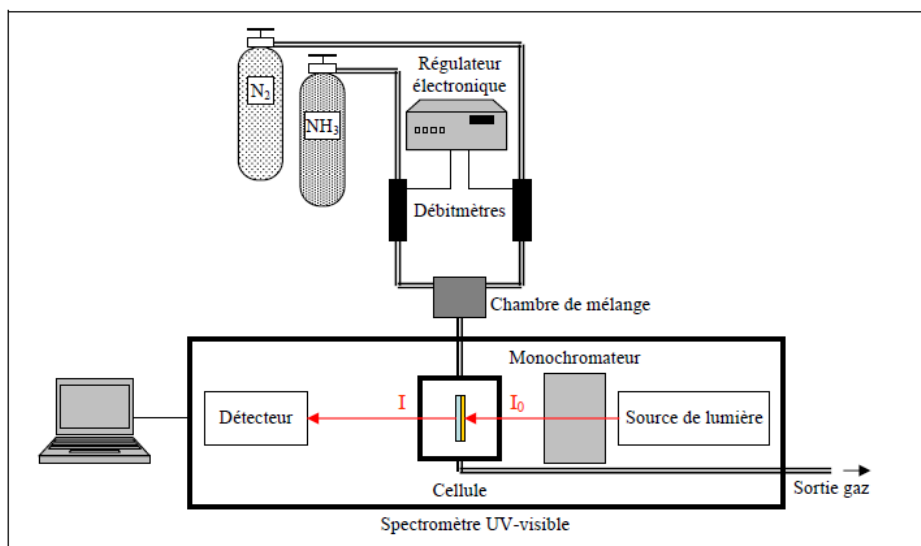 N₂
NH₃
Régulateur
électronique
Débitmètres
Chambre de mélange
Monochromateur
Détecteur
I
I₀
Source de lumière
Cellule
Sortie gaz
Spectromètre UV-visible